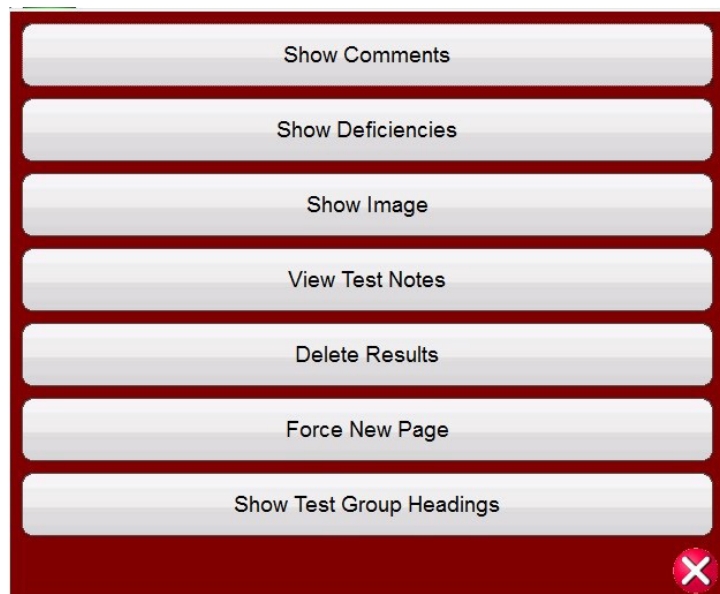 Show Comments
Show Deficiencies
Show Image
View Test Notes
Delete Results
Force New Page
Show Test Group Headings